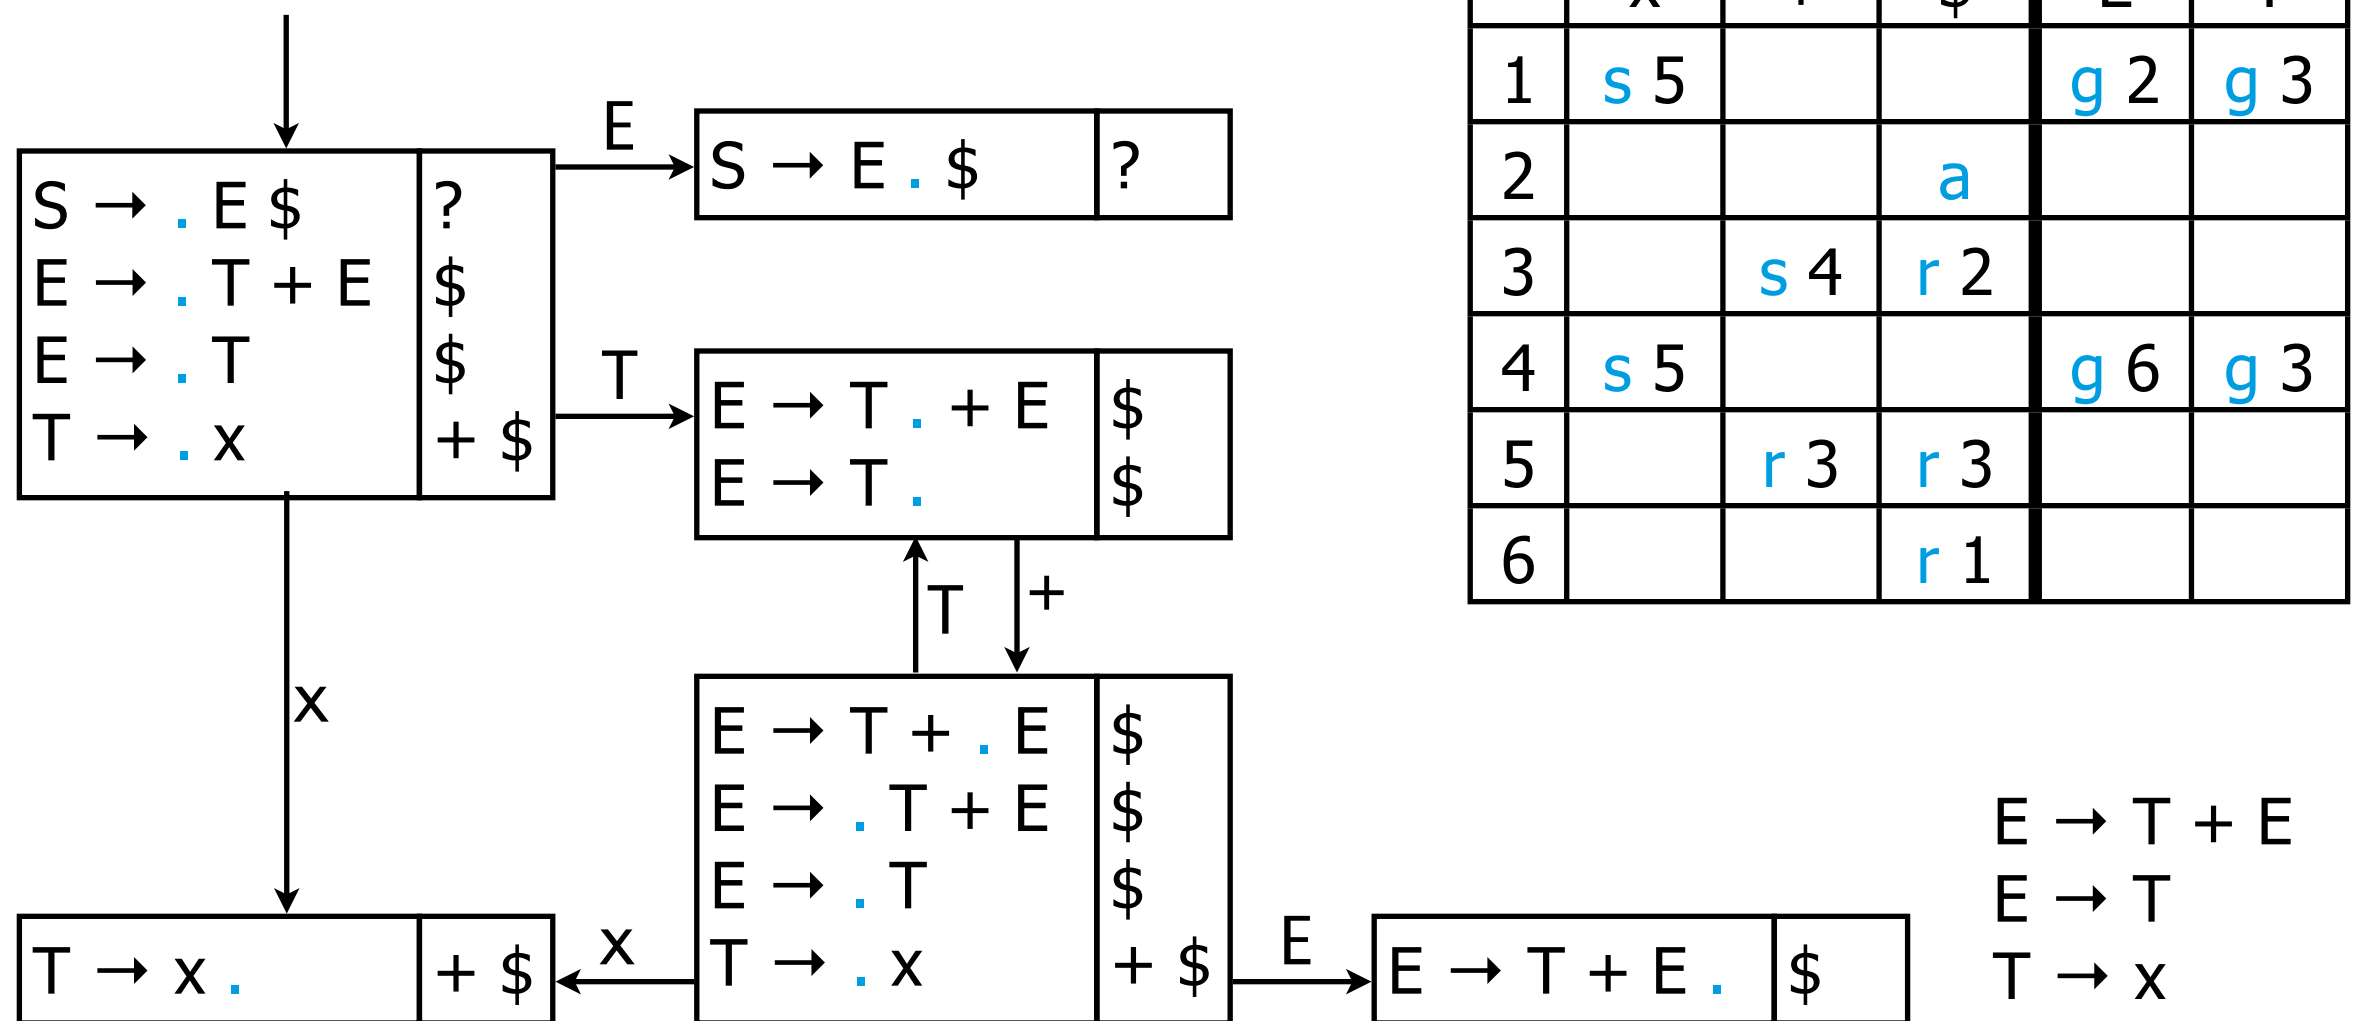 E
S → . E $ ?
E → . T + E $
E → . T $
T → . x + $
S → E . $ ?
T
E → T . + E $
E → T . $
T +
x
E → T + . E $
E → . T + E $
E → . T $
T → . x + $
T → x . + $
x
E
E → T + E . $
x + $ E T
1 s 5 g 2 g 3
2 a
3 s 4 r 2
4 s 5 g 6 g 3
5 r 3 r 3
6 r 1
E → T + E
E → T
T → x